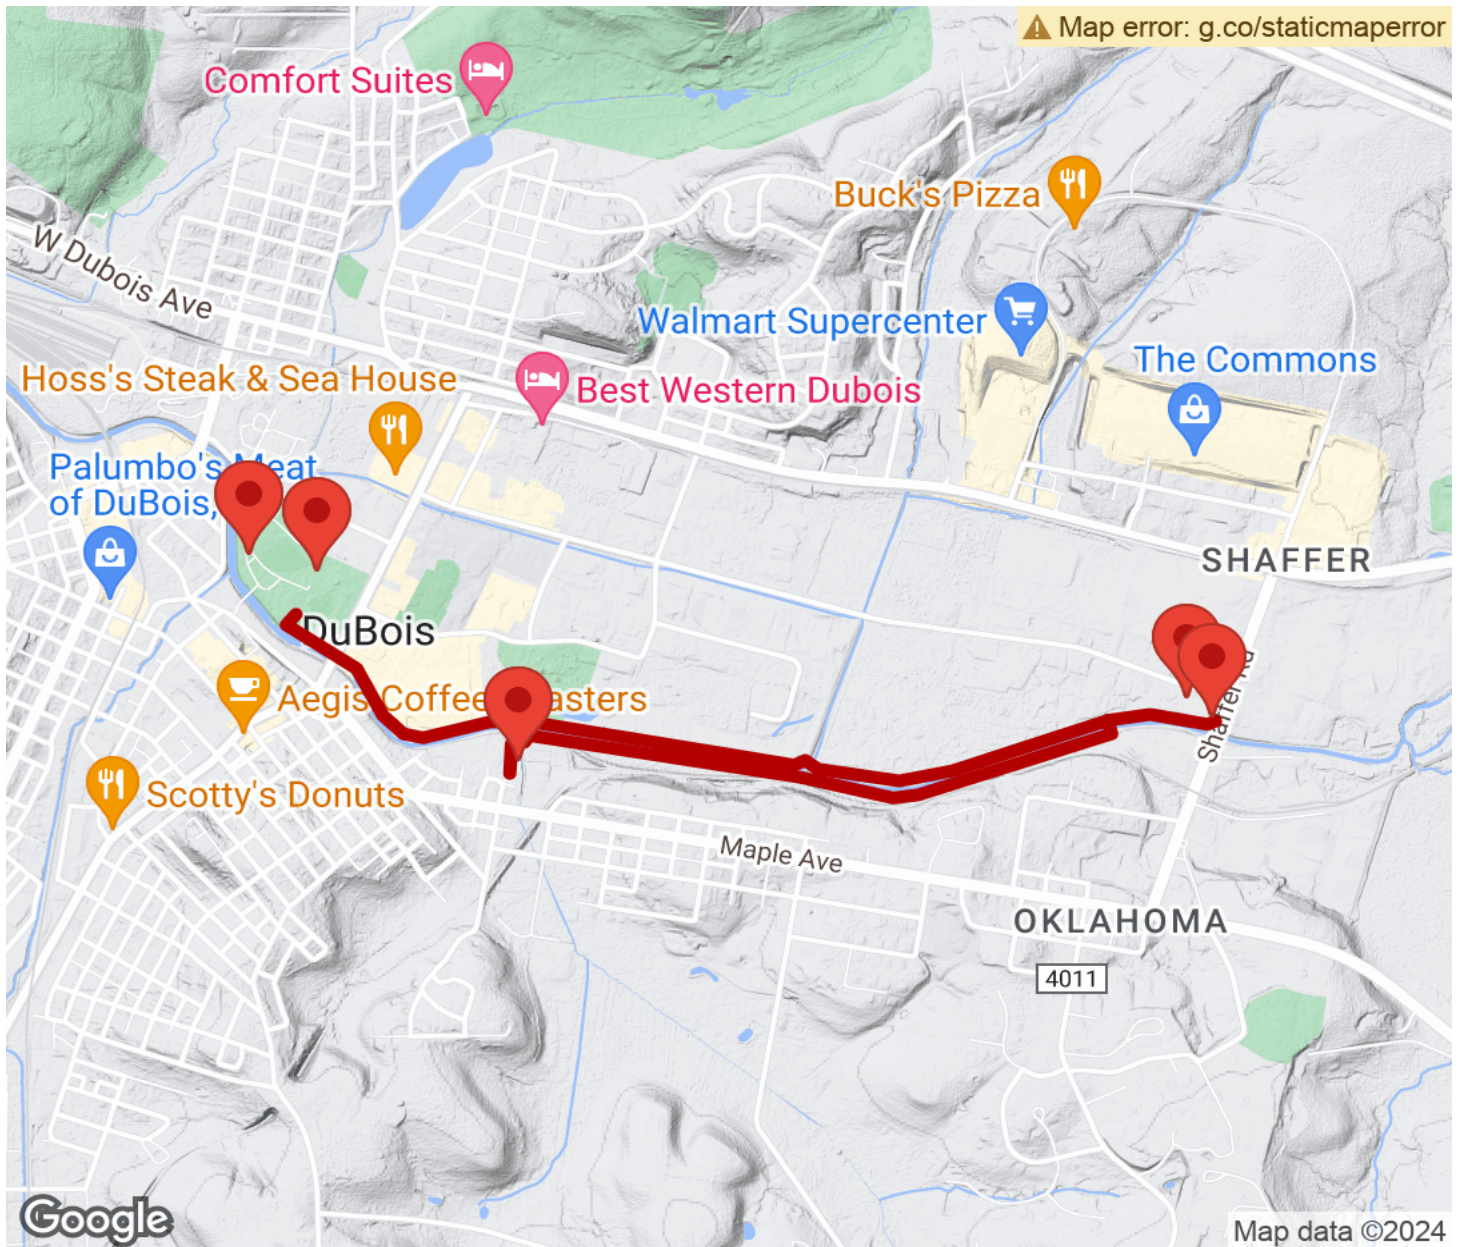 Map error: g.co/staticmaperror
Comfort Suites
Buck's Pizza
W Dubois Ave
Walmart Supercenter
The Commons
Hoss's Steak & Sea House
Best Western Dubois
Palumbo's Meat
of DuBois,
SHAFFER
DuBois
Shaffer Rd
Aegis Coffee
Scotty's Donuts
Maple Ave
OKLAHOMA
4011
Google
Map data ©2024